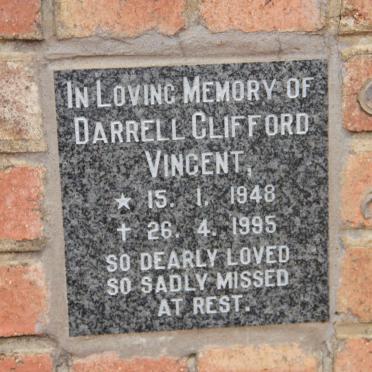 In Loving Memory of
Darrell Clifford
Vincent,
★ 15. 1. 1948
✝ 26. 4. 1995
SO DEARLY LOVED
SO SADLY MISSED
AT REST.